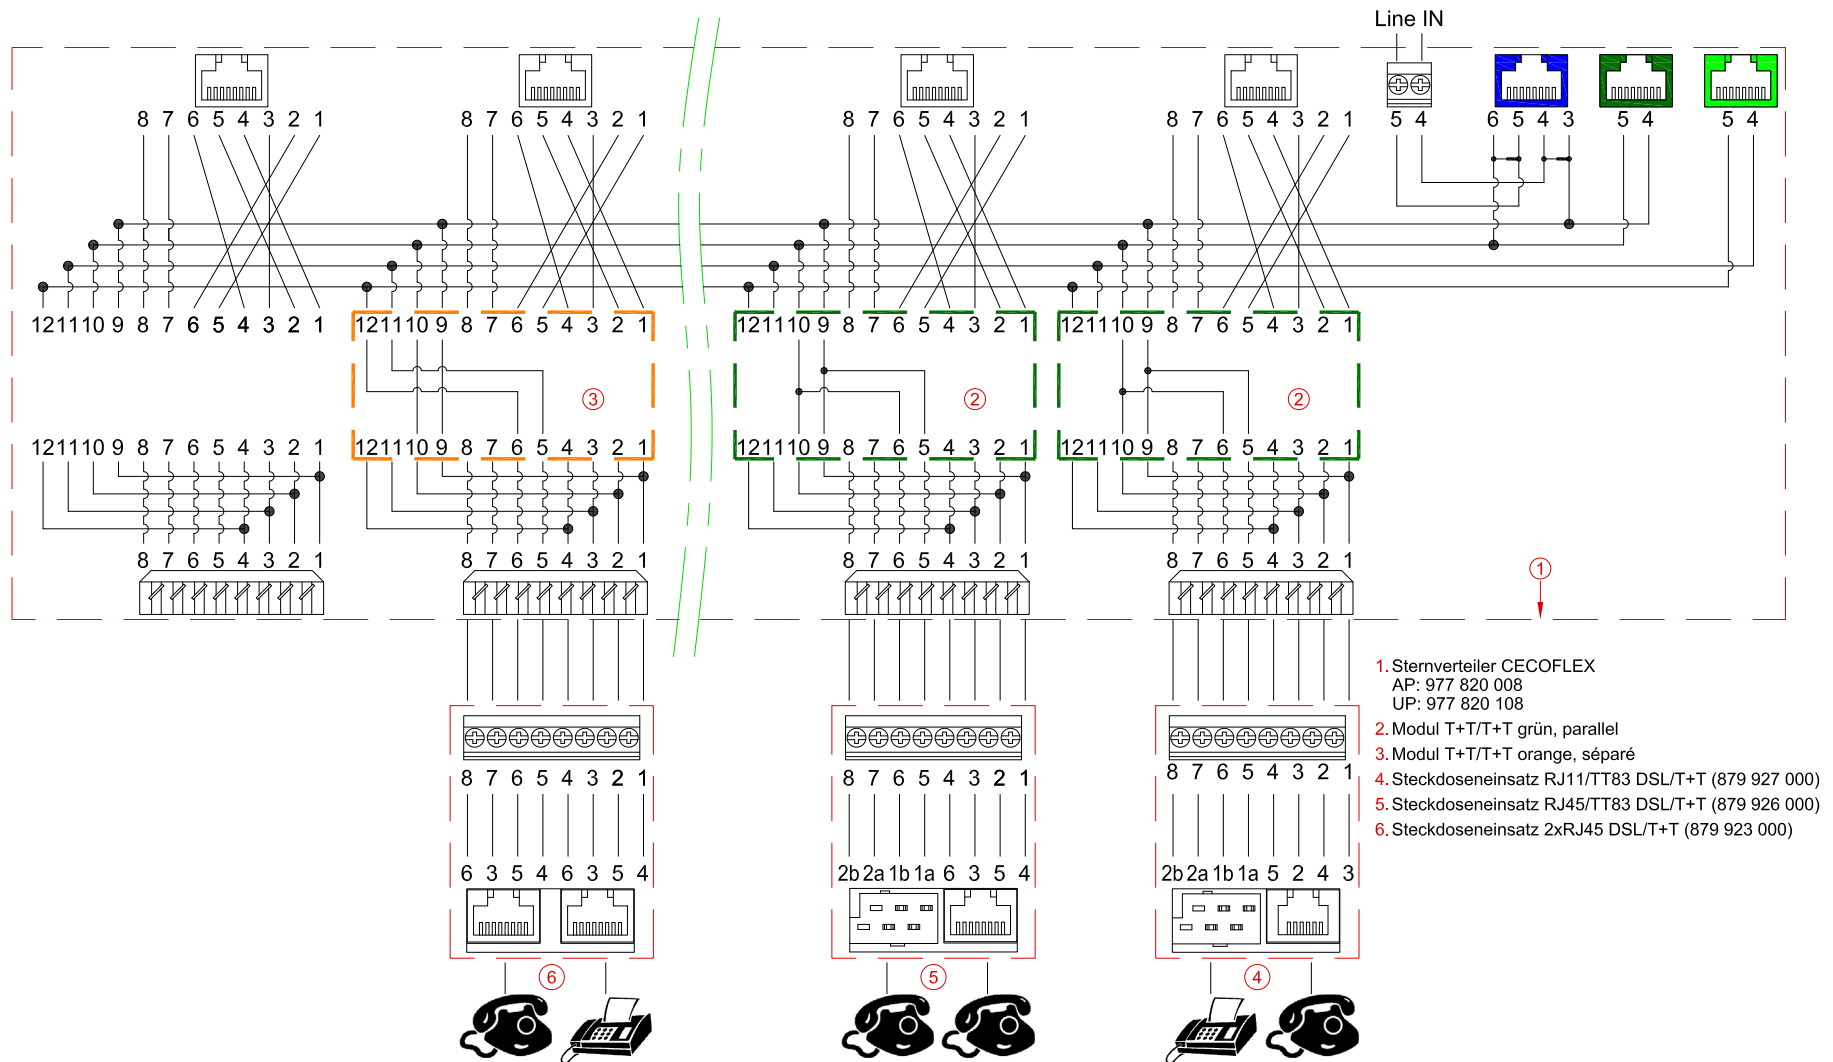 Line IN
8 7 6 5 4 3 2 1 8 7 6 5 4 3 2 1 8 7 6 5 4 3 2 1 8 7 6 5 4 3 2 1 5 4 6 5 4 3 5 4 5 4
12 11 10 9 8 7 6 5 4 3 2 1 12 11 10 9 8 7 6 5 4 3 2 1 12 11 10 9 8 7 6 5 4 3 2 1 12 11 10 9 8 7 6 5 4 3 2 1
3 2 2
12 11 10 9 8 7 6 5 4 3 2 1 12 11 10 9 8 7 6 5 4 3 2 1 12 11 10 9 8 7 6 5 4 3 2 1 12 11 10 9 8 7 6 5 4 3 2 1
8 7 6 5 4 3 2 1 8 7 6 5 4 3 2 1 8 7 6 5 4 3 2 1 8 7 6 5 4 3 2 1
1
1. Sternverteiler CECOFLEX
AP: 977 820 008
UP: 977 820 108
2. Modul T+T/T+T grün, parallel
3. Modul T+T/T+T orange, séparé
4. Steckdoseneinsatz RJ11/TT83 DSL/T+T (879 927 000)
5. Steckdoseneinsatz RJ45/TT83 DSL/T+T (879 926 000)
6. Steckdoseneinsatz 2xRJ45 DSL/T+T (879 923 000)
8 7 6 5 4 3 2 1 8 7 6 5 4 3 2 1 8 7 6 5 4 3 2 1
6 3 5 4 6 3 5 4 2b 2a 1b 1a 6 3 5 4 2b 2a 1b 1a 5 2 4 3
6 5 4